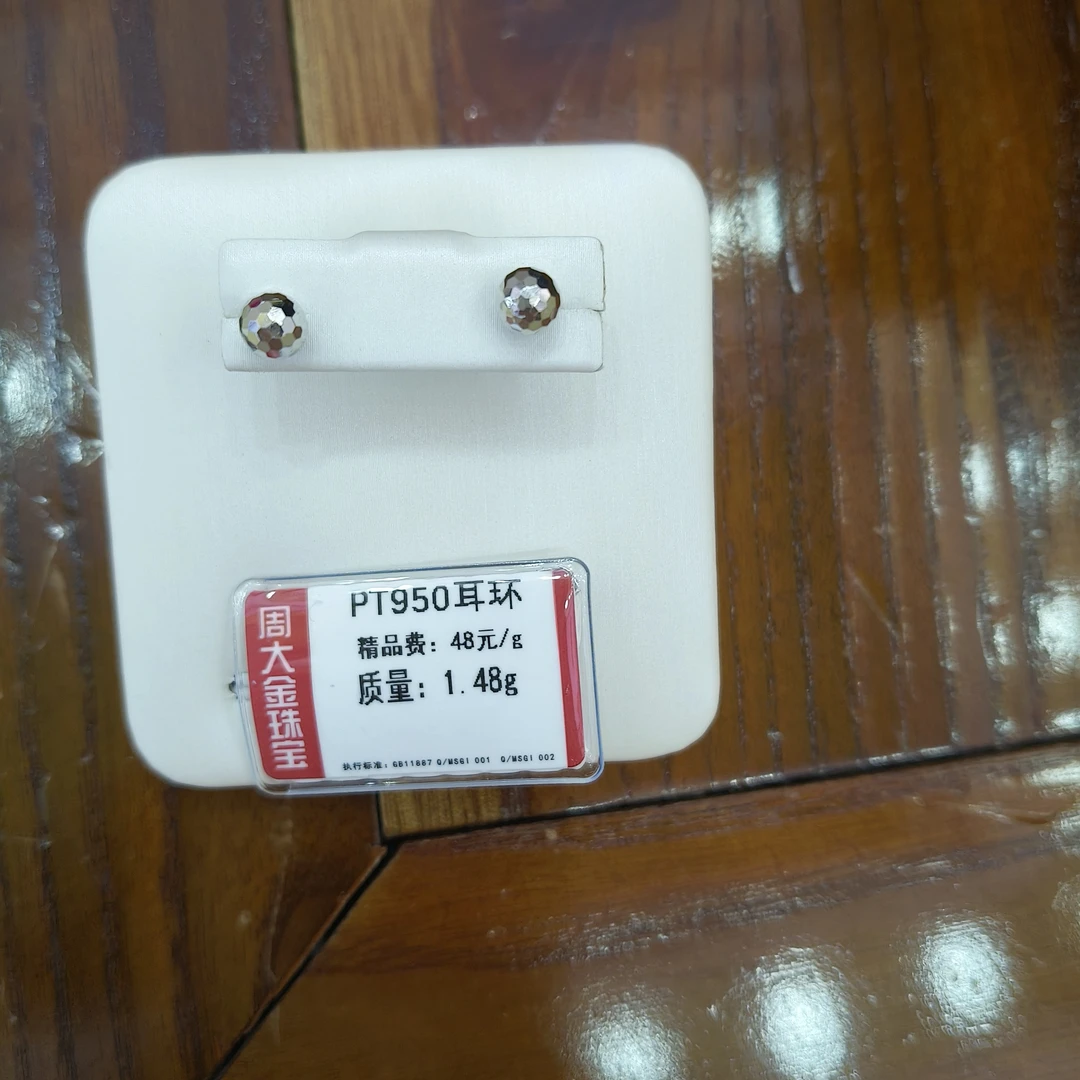 周大金珠宝
PT950耳环
精品费：48元/g
质量：1.48g
执行标准：GB11887 Q/MSGI 001 Q/MSGI 002